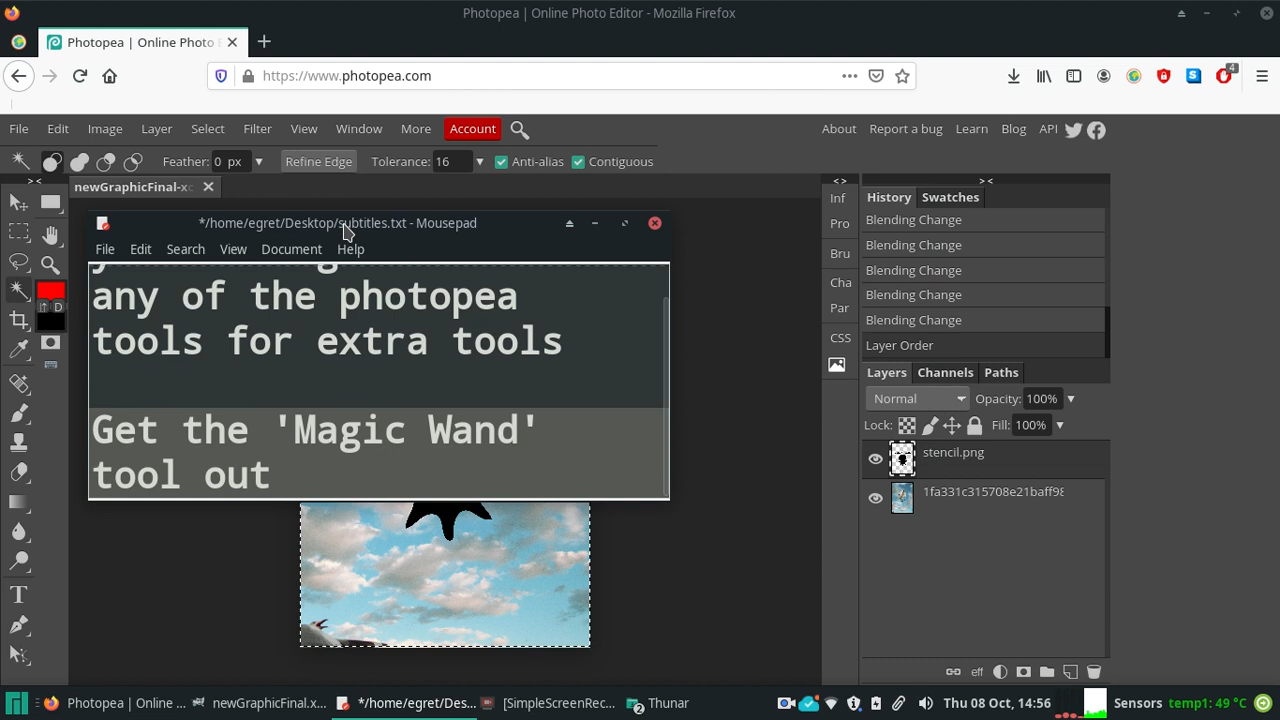 Photopea | Online Photo Editor - Mozilla Firefox
Photopea | Online Photo E
https://www.photopea.com
4
File Edit Image Layer Select Filter View Window More Account
About Report a bug Learn Blog API
Feather: 0 px Refine Edge Tolerance: 16 Anti-alias Contiguous
> <
newGraphicFinal-xc
<>
> <
*/home/egret/Desktop/subtitles.txt - Mousepad
File Edit Search View Document Help
any of the photopea
tools for extra tools
Get the 'Magic Wand'
tool out
D
T
Inf
Pro
Bru
Cha
Par
CSS
History Swatches
Blending Change
Blending Change
Blending Change
Blending Change
Blending Change
Layer Order
Layers Channels Paths
Normal Opacity: 100%
Lock: Fill: 100%
stencil.png
1fa331c315708e21baff98
eff
Photopea | Online ...
newGraphicFinal.x...
*/home/egret/Des...
[SimpleScreenRec...
2 Thunar
Thu 08 Oct, 14:56
Sensors temp1: 49 °C